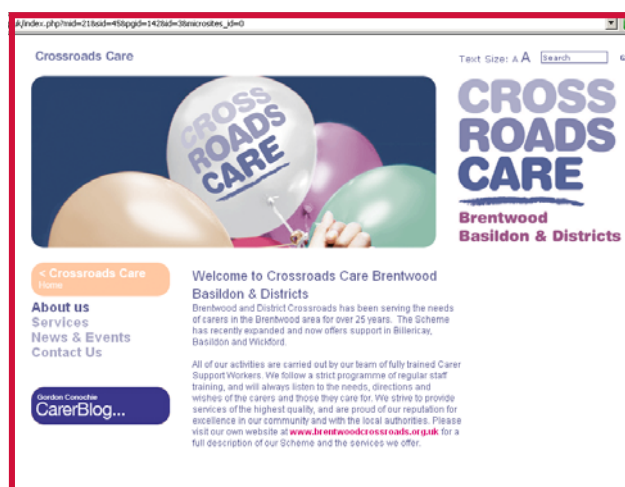 uk/index.php?mid=21&sid=45&pgid=142&id=3&microsites_id=0
Crossroads Care
Text Size: A A Search
CROSS
ROADS
CARE
CROSS
ROADS
CARE
Brentwood
Basildon & Districts
< Crossroads Care
Home
About us
Services
News & Events
Contact Us
Gordon Conochie
CarerBlog...
Welcome to Crossroads Care Brentwood
Basildon & Districts
Brentwood and District Crossroads has been serving the needs
of carers in the Brentwood area for over 25 years. The Scheme
has recently expanded and now offers support in Billericay,
Basildon and Wickford.
All of our activities are carried out by our team of fully trained Carer
Support Workers. We follow a strict programme of regular staff
training, and will always listen to the needs, directions and
wishes of the carers and those they care for. We strive to provide
services of the highest quality, and are proud of our reputation for
excellence in our community and with the local authorities. Please
visit our own website at www.brentwoodcrossroads.org.uk for a
full description of our Scheme and the services we offer.